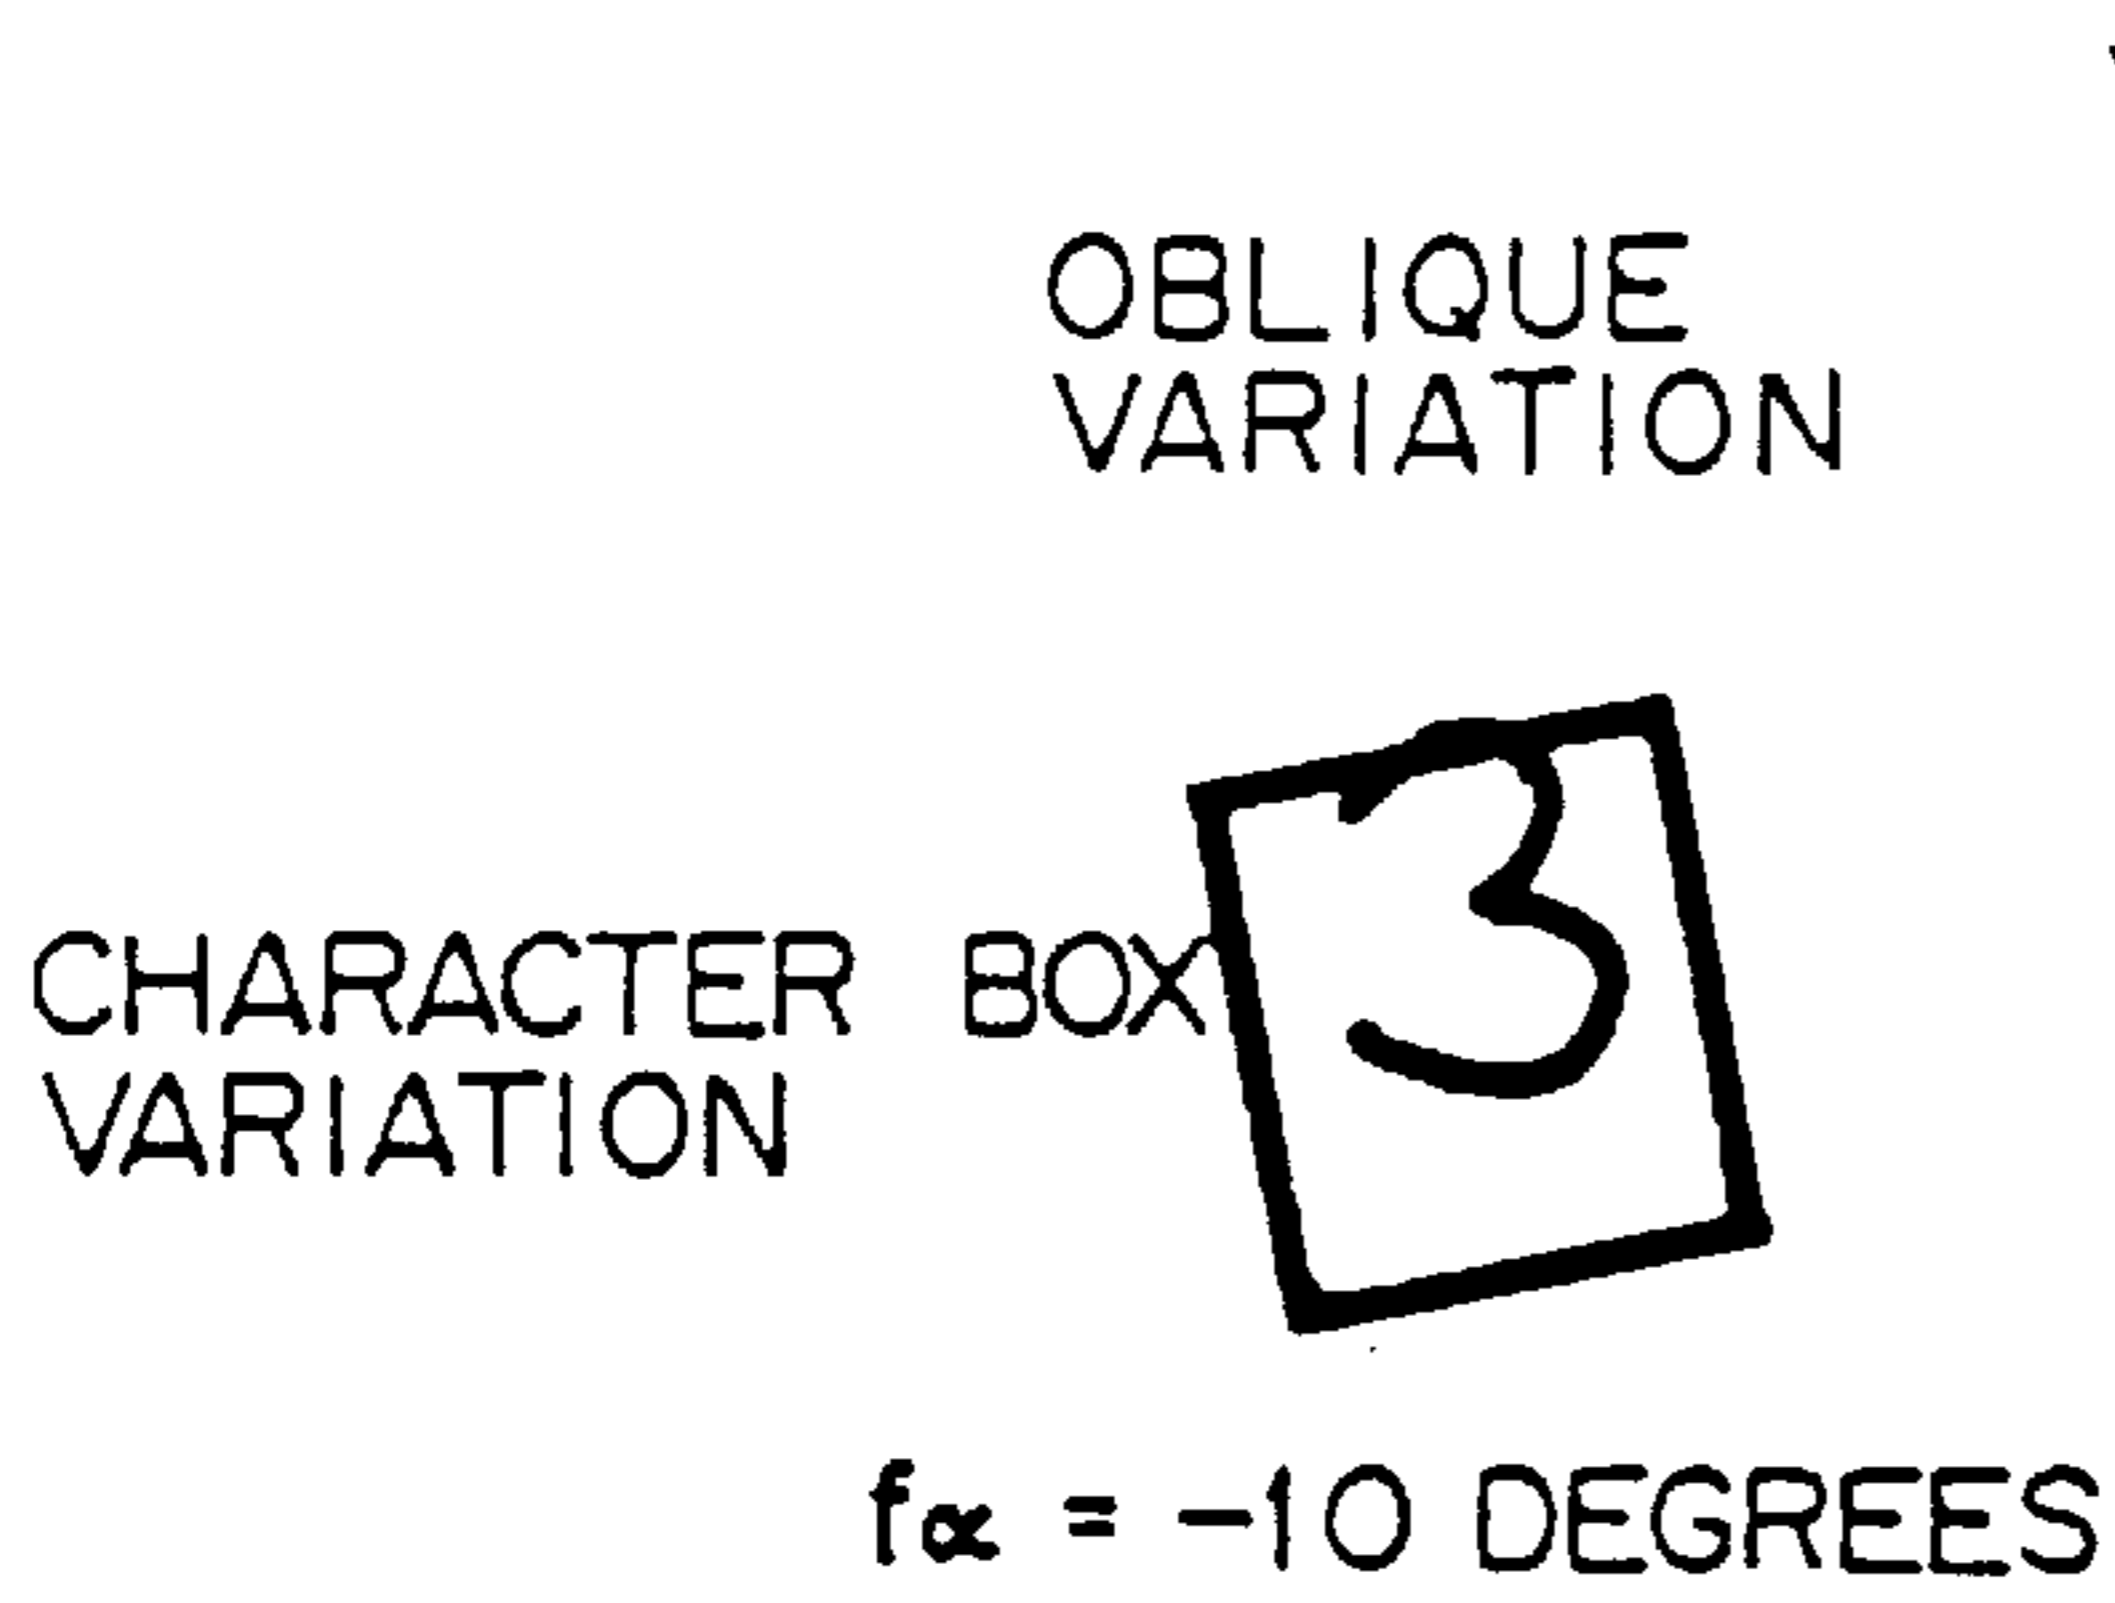 OBLIQUE
VARIATION
3
CHARACTER BOX
VARIATION
fα = -10 DEGREES